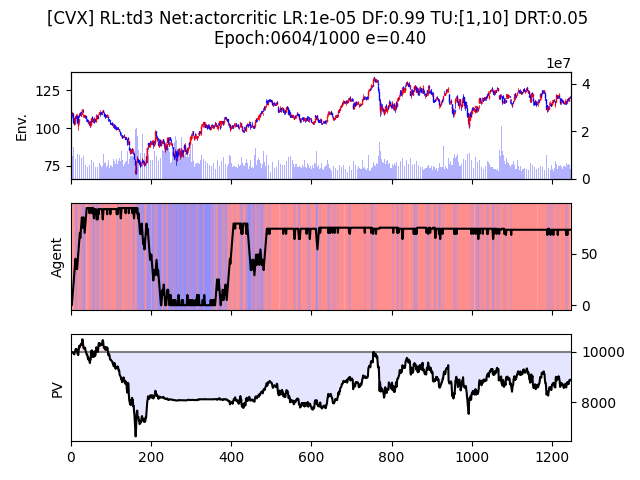 [CVX] RL:td3 Net:actorcritic LR:1e-05 DF:0.99 TU:[1,10] DRT:0.05
Epoch:0604/1000 e=0.40
1e7
125
100
75
Env.
4
2
0
Agent
50
0
PV
10000
8000
0
200
400
600
800
1000
1200